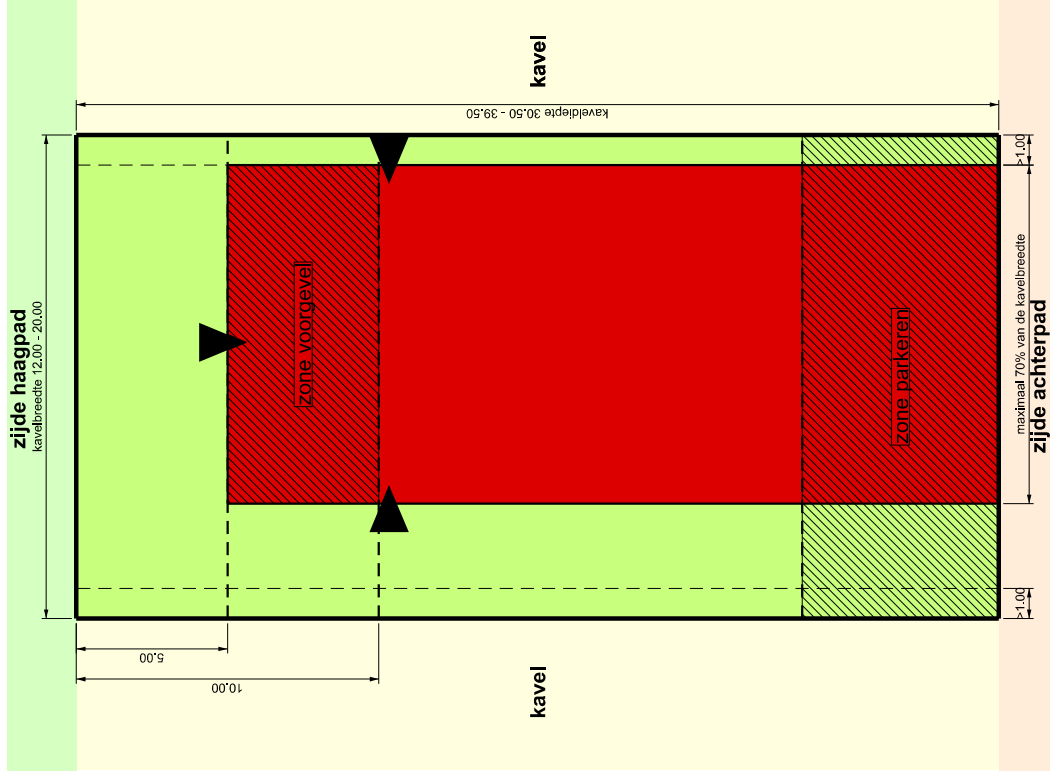 kavel
kaveldiepte 30.50 - 39.50
>1.00
zijde haagpad
kavelbreedte 12.00 - 20.00
zone voorgevel
zone parkeren
maximaal 70% van de kavelbreedte
zijde achterpad
>1.00
5.00
10.00
kavel